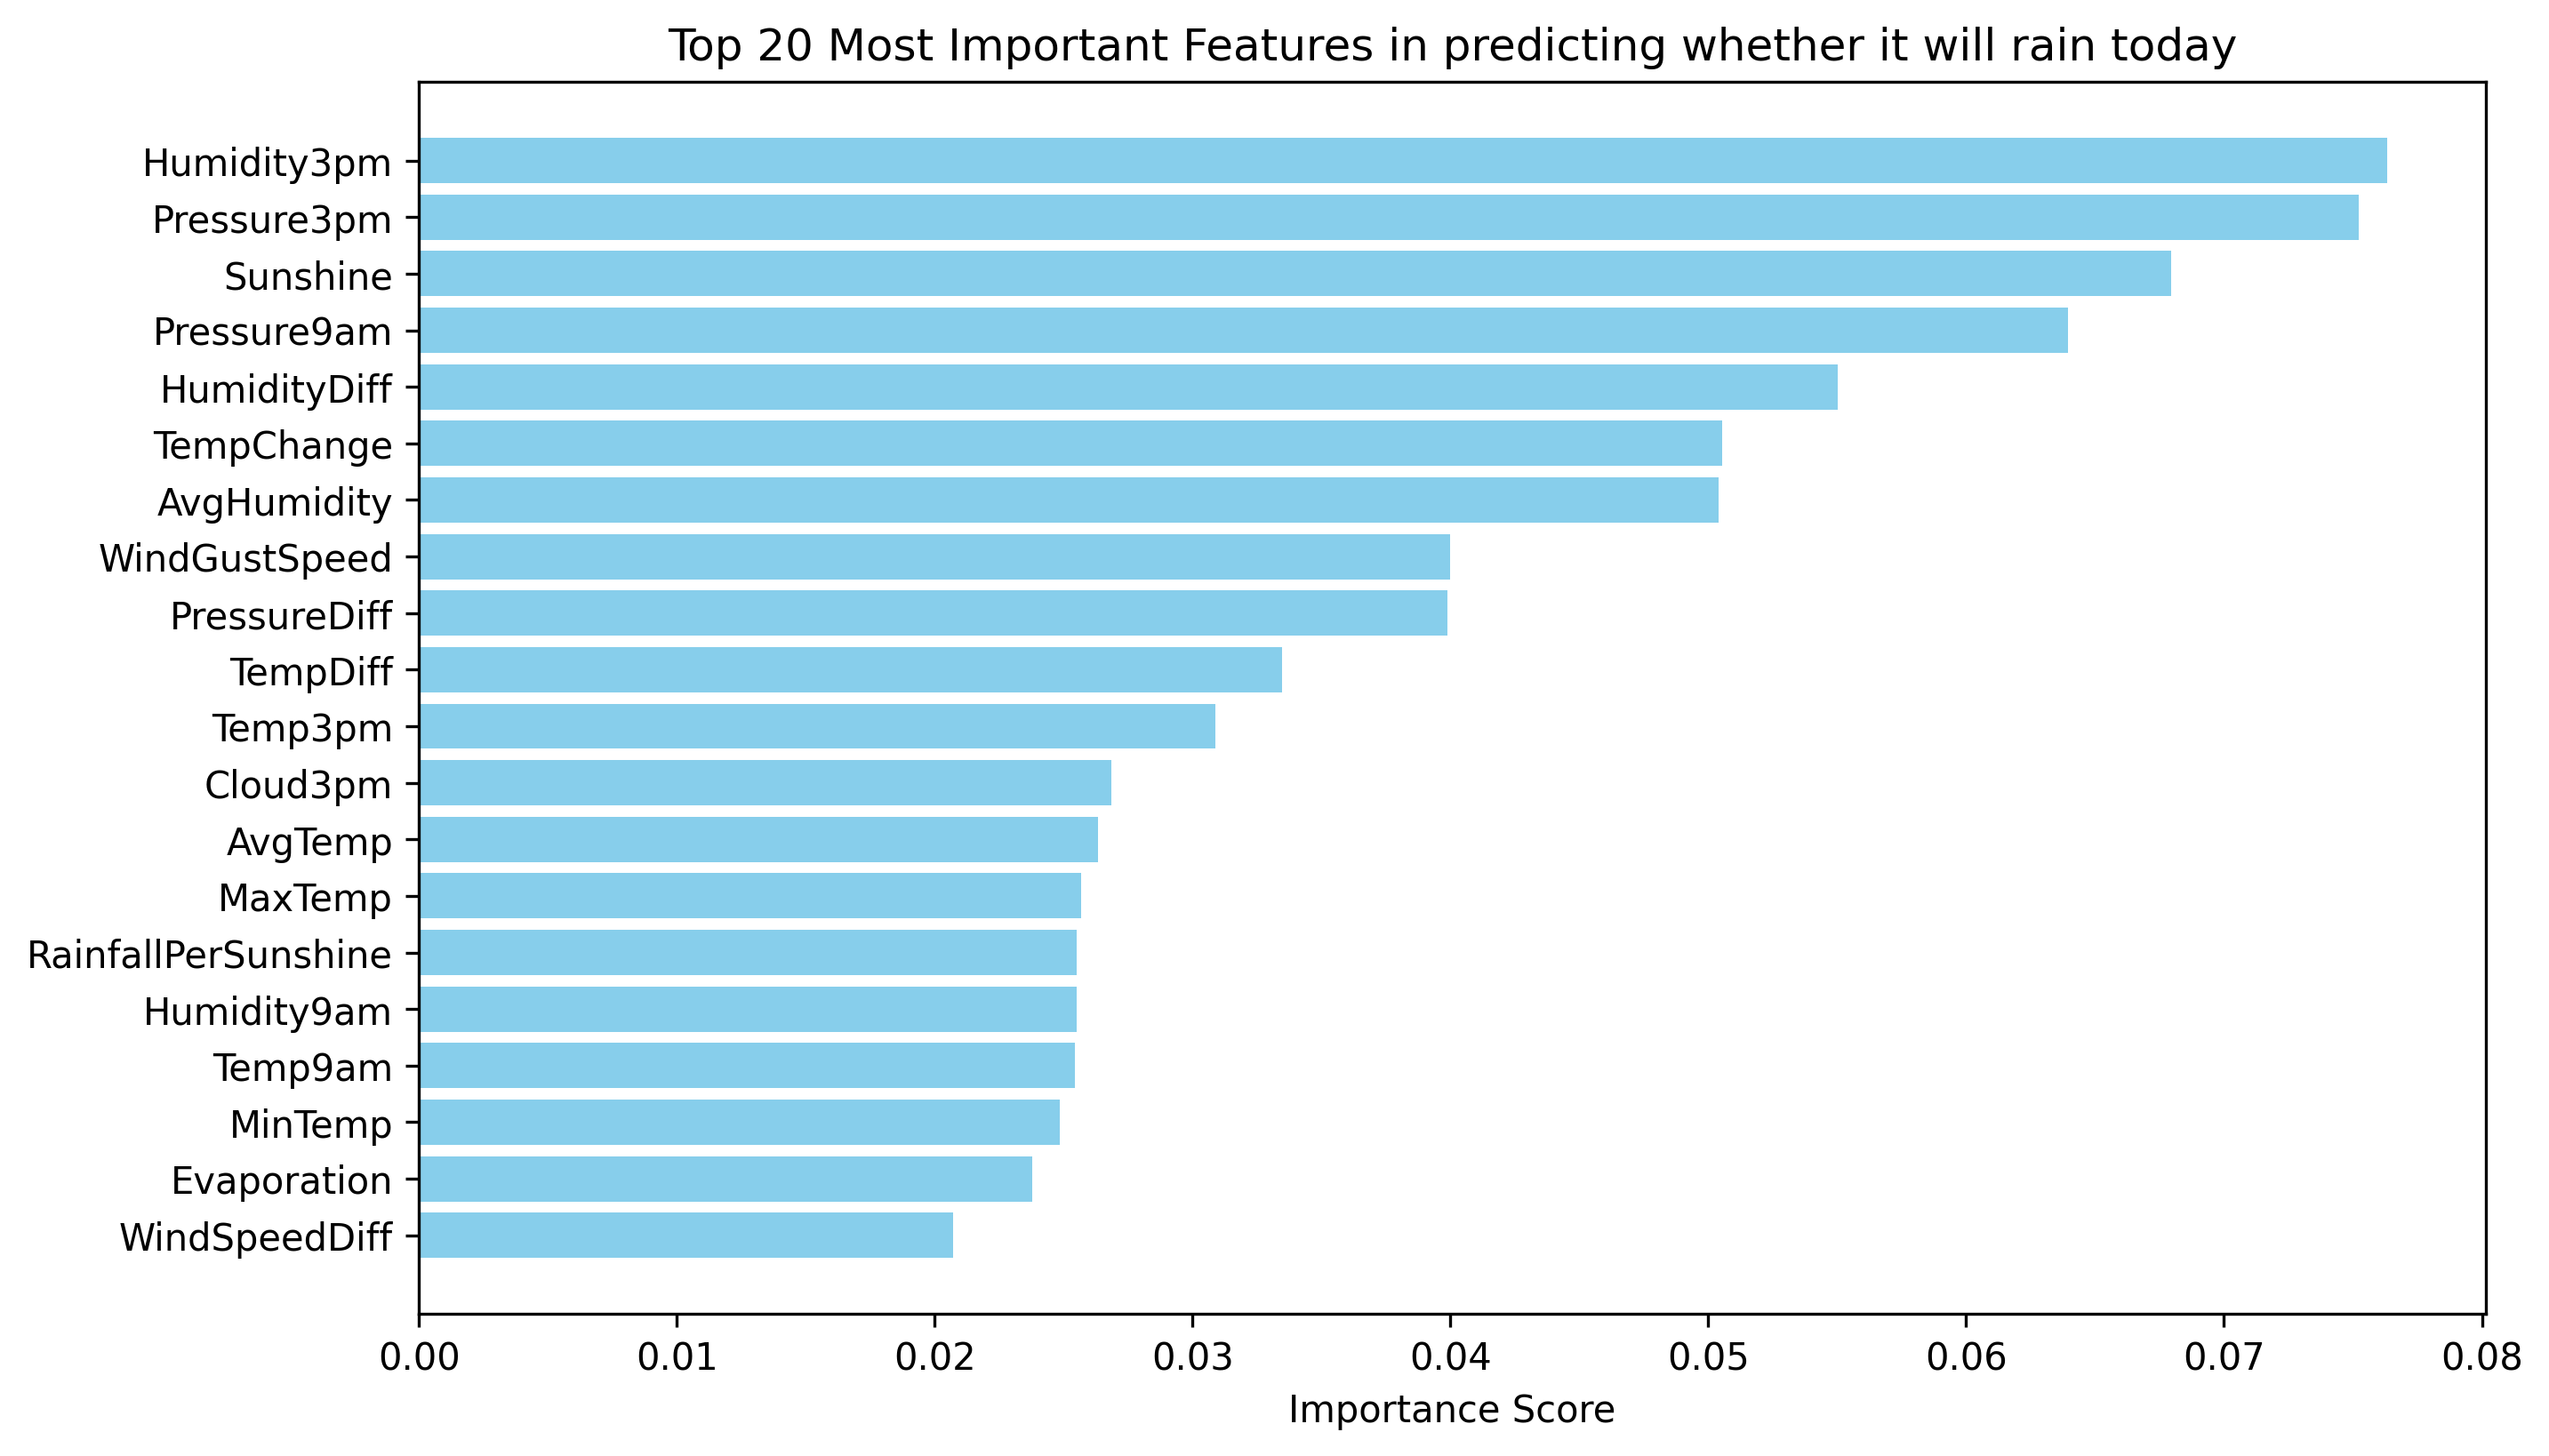 Top 20 Most Important Features in predicting whether it will rain today
Humidity3pm
Pressure3pm
Sunshine
Pressure9am
HumidityDiff
TempChange
AvgHumidity
WindGustSpeed
PressureDiff
TempDiff
Temp3pm
Cloud3pm
AvgTemp
MaxTemp
RainfallPerSunshine
Humidity9am
Temp9am
MinTemp
Evaporation
WindSpeedDiff
0.00 0.01 0.02 0.03 0.04 0.05 0.06 0.07 0.08
Importance Score